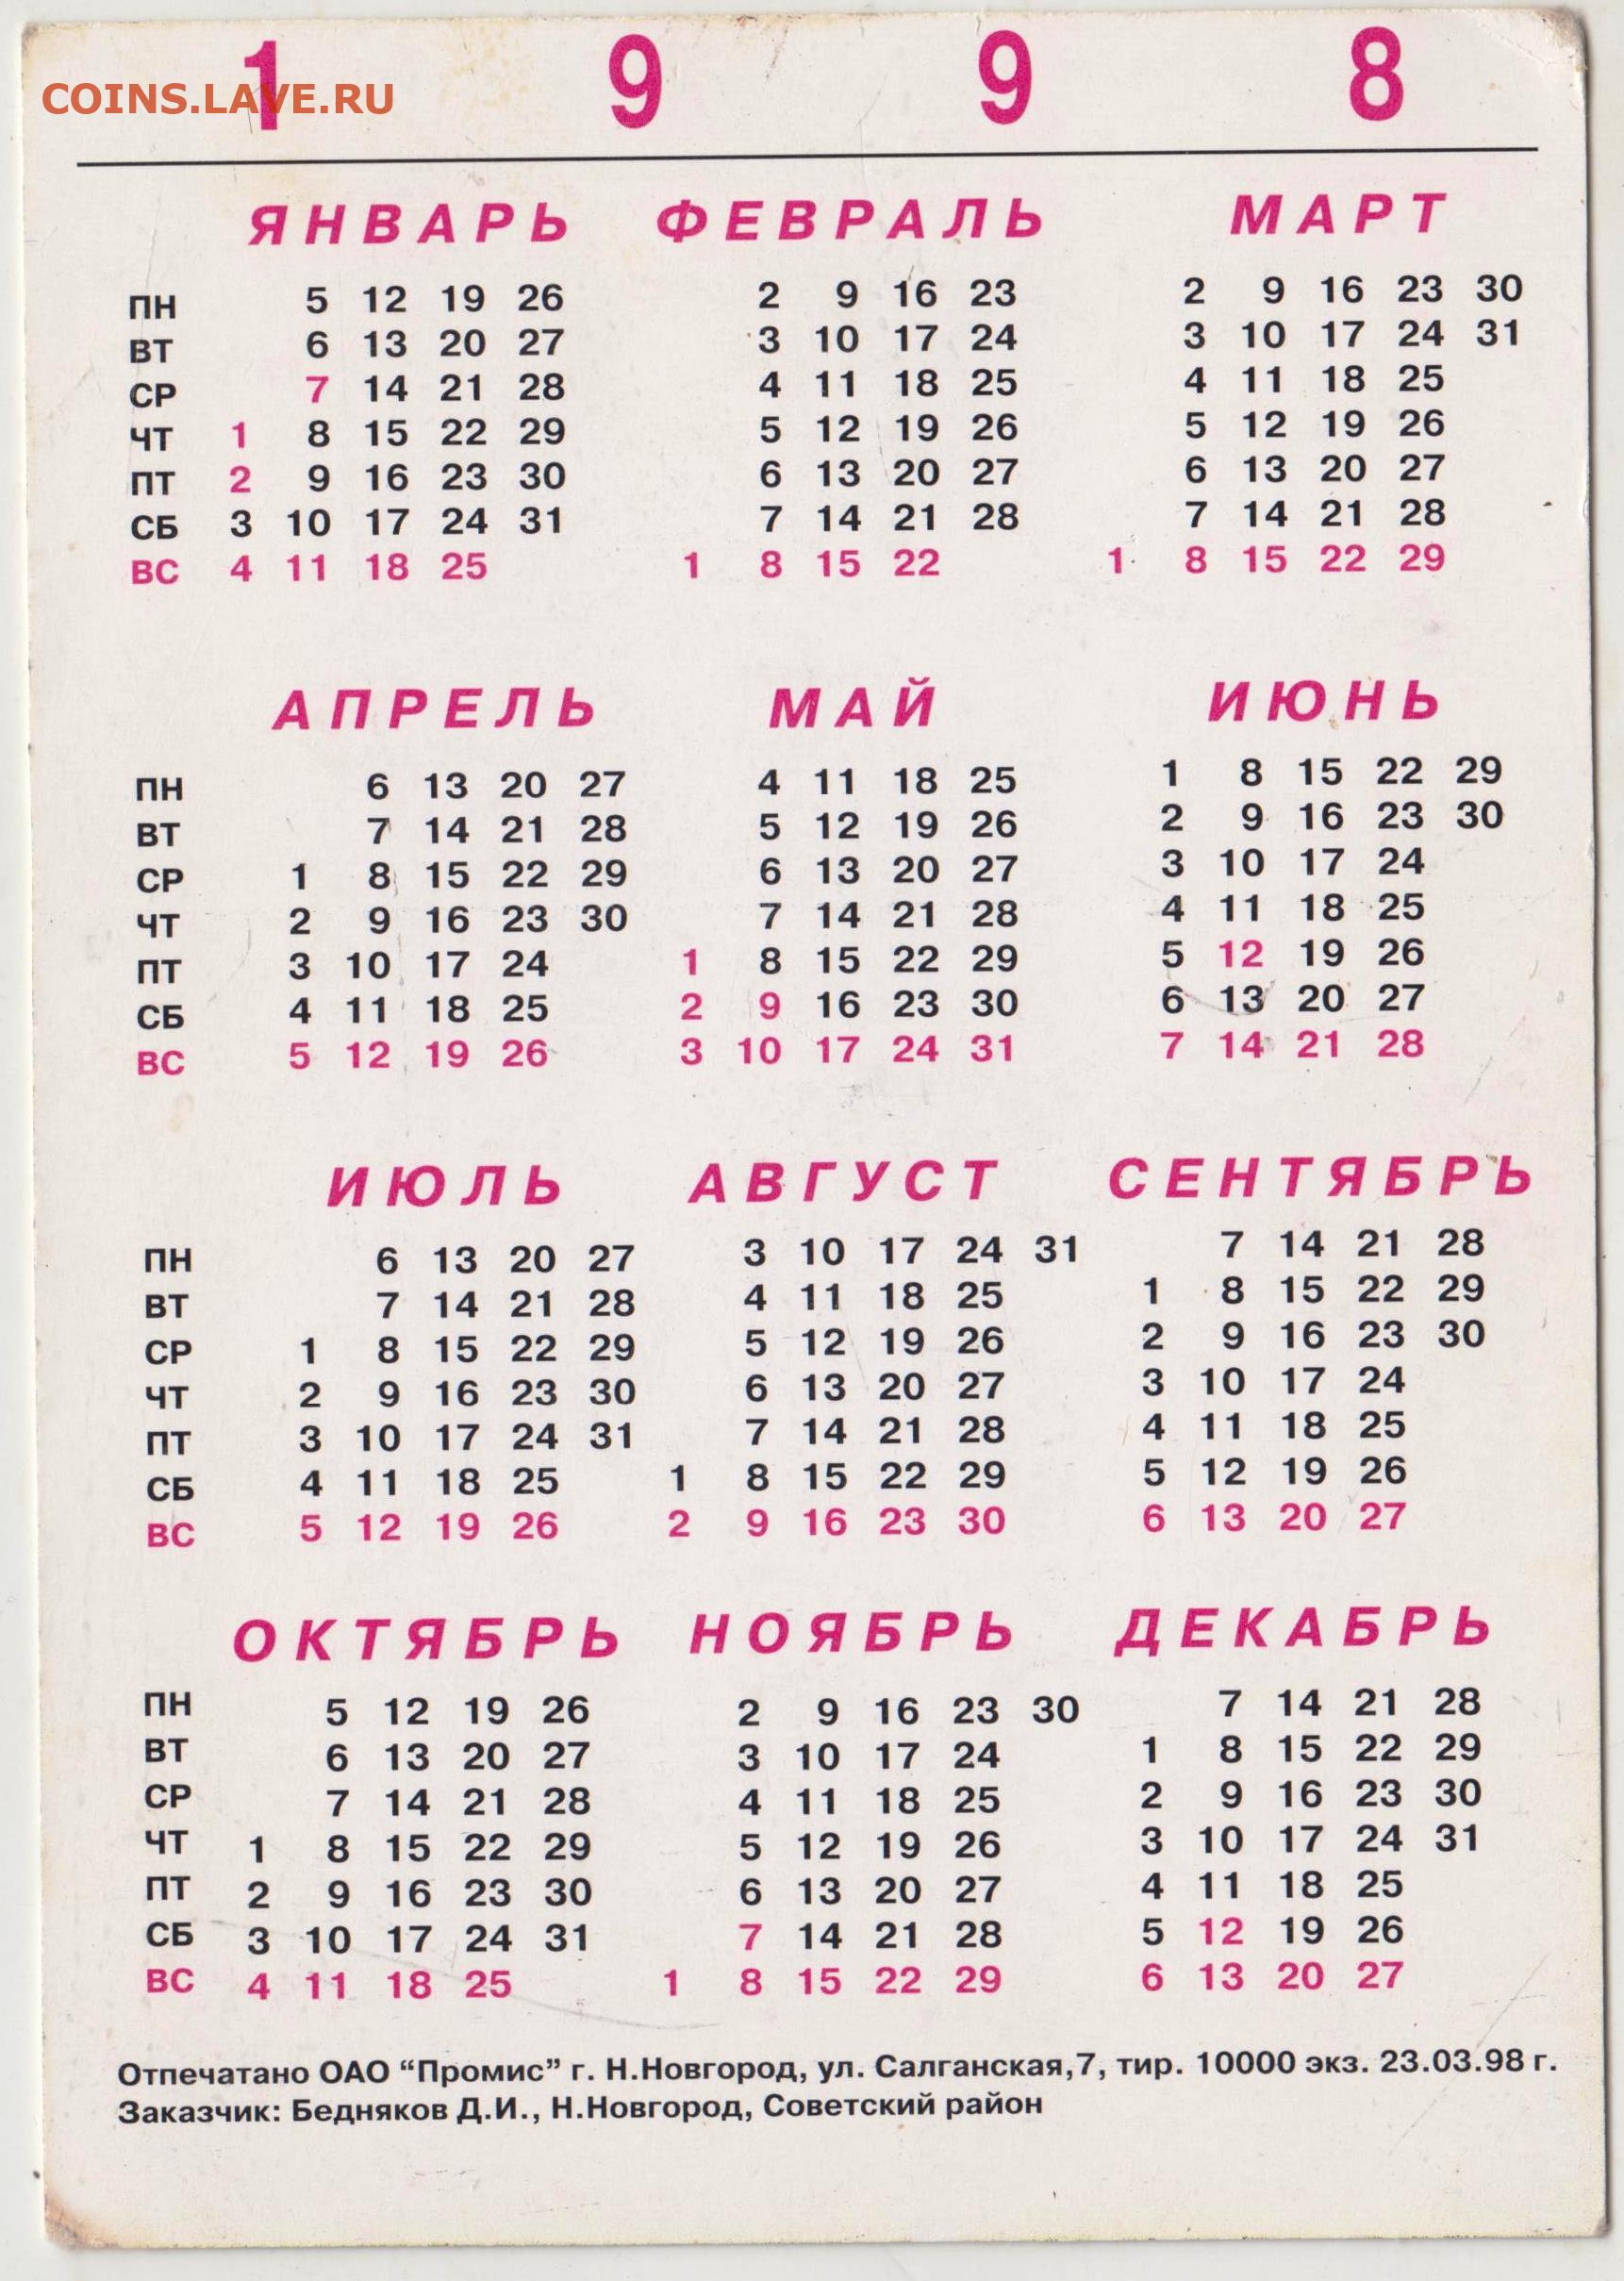 1 9 9 8
COINS.LAVE.RU
ЯНВАРЬ ФЕВРАЛЬ МАРТ
ПН 5 12 19 26 2 9 16 23 2 9 16 23 30
ВТ 6 13 20 27 3 10 17 24 3 10 17 24 31
СР 7 14 21 28 4 11 18 25 4 11 18 25
ЧТ 1 8 15 22 29 5 12 19 26 5 12 19 26
ПТ 2 9 16 23 30 6 13 20 27 6 13 20 27
СБ 3 10 17 24 31 7 14 21 28 7 14 21 28
ВС 4 11 18 25 1 8 15 22 1 8 15 22 29
АПРЕЛЬ МАЙ ИЮНЬ
ПН 6 13 20 27 4 11 18 25 1 8 15 22 29
ВТ 7 14 21 28 5 12 19 26 2 9 16 23 30
СР 1 8 15 22 29 6 13 20 27 3 10 17 24
ЧТ 2 9 16 23 30 7 14 21 28 4 11 18 25
ПТ 3 10 17 24 1 8 15 22 29 5 12 19 26
СБ 4 11 18 25 2 9 16 23 30 6 13 20 27
ВС 5 12 19 26 3 10 17 24 31 7 14 21 28
ИЮЛЬ АВГУСТ СЕНТЯБРЬ
ПН 6 13 20 27 3 10 17 24 31 7 14 21 28
ВТ 7 14 21 28 4 11 18 25 1 8 15 22 29
СР 1 8 15 22 29 5 12 19 26 2 9 16 23 30
ЧТ 2 9 16 23 30 6 13 20 27 3 10 17 24
ПТ 3 10 17 24 31 7 14 21 28 4 11 18 25
СБ 4 11 18 25 1 8 15 22 29 5 12 19 26
ВС 5 12 19 26 2 9 16 23 30 6 13 20 27
ОКТЯБРЬ НОЯБРЬ ДЕКАБРЬ
ПН 5 12 19 26 2 9 16 23 30 7 14 21 28
ВТ 6 13 20 27 3 10 17 24 1 8 15 22 29
СР 7 14 21 28 4 11 18 25 2 9 16 23 30
ЧТ 1 8 15 22 29 5 12 19 26 3 10 17 24 31
ПТ 2 9 16 23 30 6 13 20 27 4 11 18 25
СБ 3 10 17 24 31 7 14 21 28 5 12 19 26
ВС 4 11 18 25 1 8 15 22 29 6 13 20 27
Отпечатано ОАО “Промис” г. Н.Новгород, ул. Салганская,7, тир. 10000 экз. 23.03.98 г.
Заказчик: Бедняков Д.И., Н.Новгород, Советский район